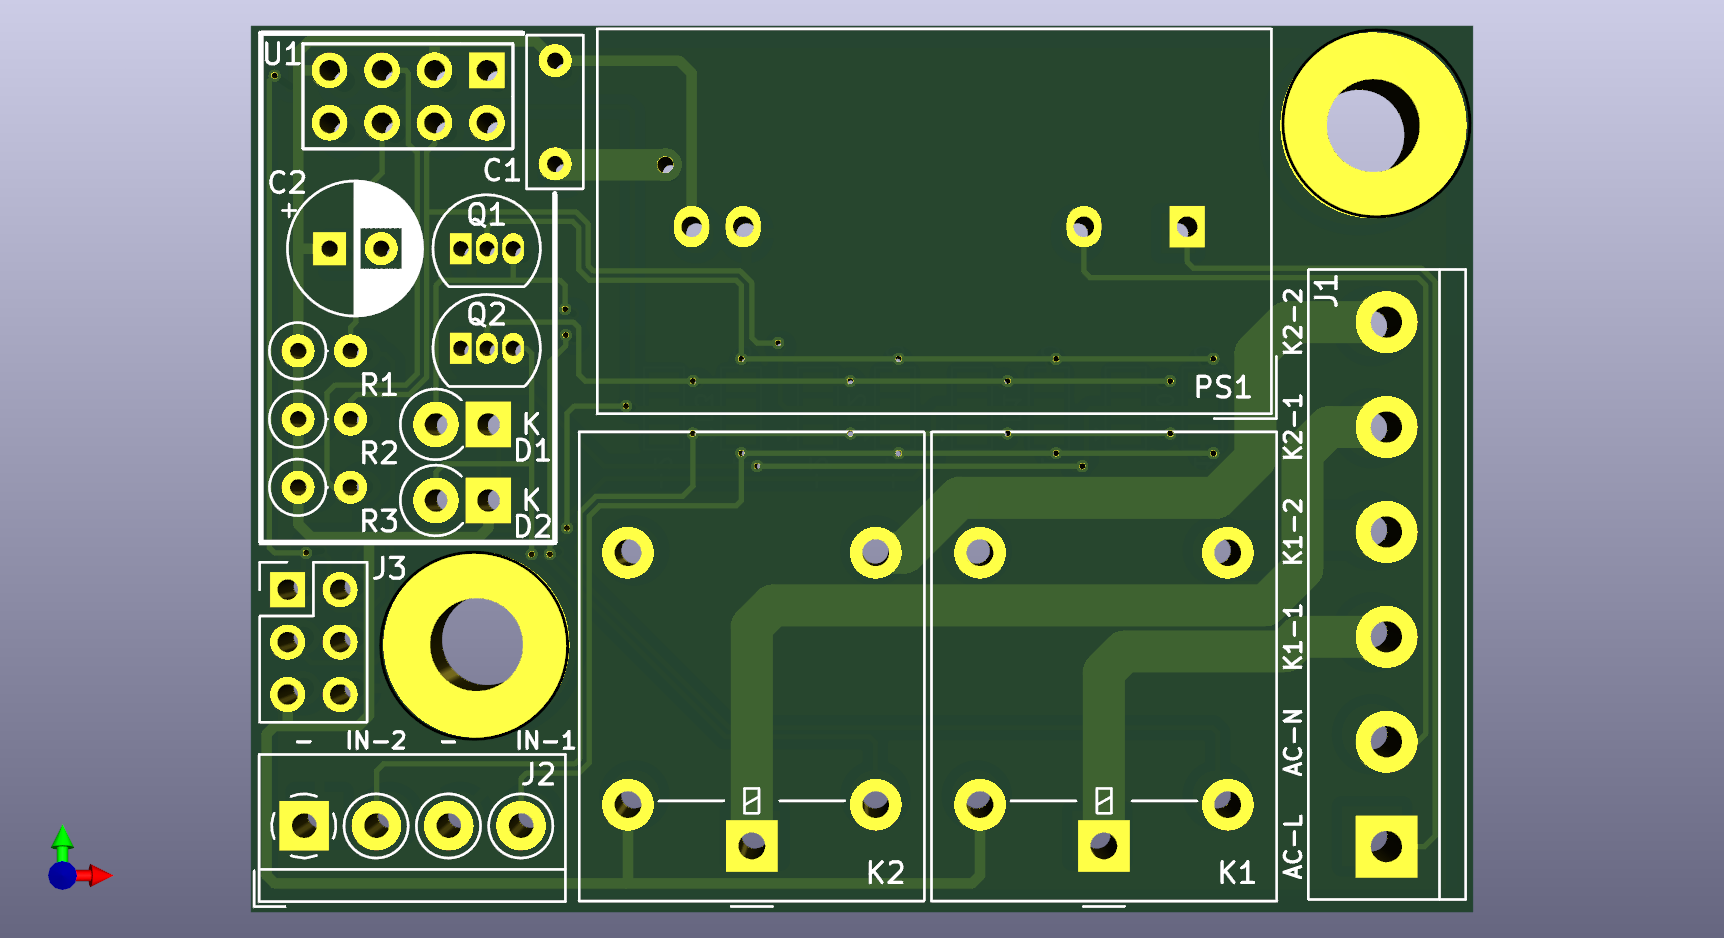 U1
C1
C2
+
Q1
Q2
R1
R2
R3
K
D1
K
D2
PS1
J1
K2-2
K2-1
K1-2
K1-1
AC-N
AC-L
J3
- IN-2 - IN-1
J2
K2
K1